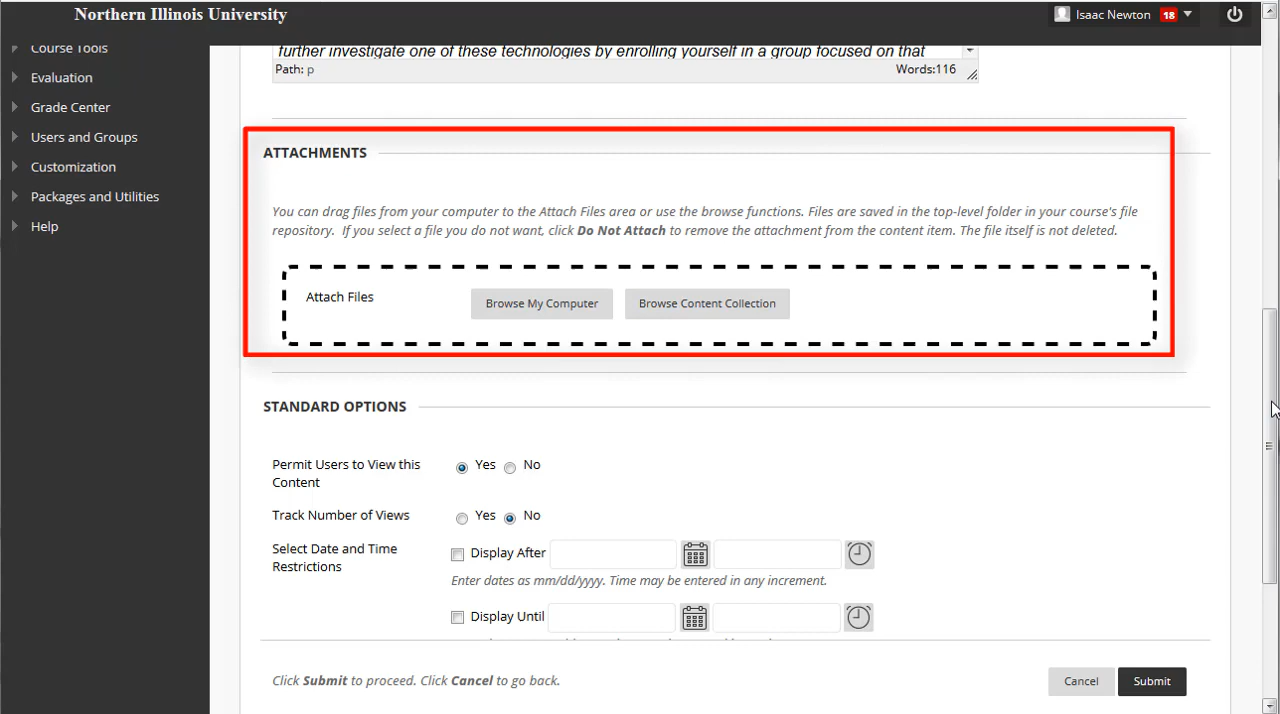 Northern Illinois University
Isaac Newton 18
Course Tools
Evaluation
Grade Center
Users and Groups
Customization
Packages and Utilities
Help
further investigate one of these technologies by enrolling yourself in a group focused on that
Path: p Words:116
ATTACHMENTS
You can drag files from your computer to the Attach Files area or use the browse functions. Files are saved in the top-level folder in your course's file
repository. If you select a file you do not want, click Do Not Attach to remove the attachment from the content item. The file itself is not deleted.
Attach Files Browse My Computer Browse Content Collection
STANDARD OPTIONS
Permit Users to View this
Content
Yes No
Track Number of Views Yes No
Select Date and Time
Restrictions
Display After
Enter dates as mm/dd/yyyy. Time may be entered in any increment.
Display Until
Click Submit to proceed. Click Cancel to go back.
Cancel Submit